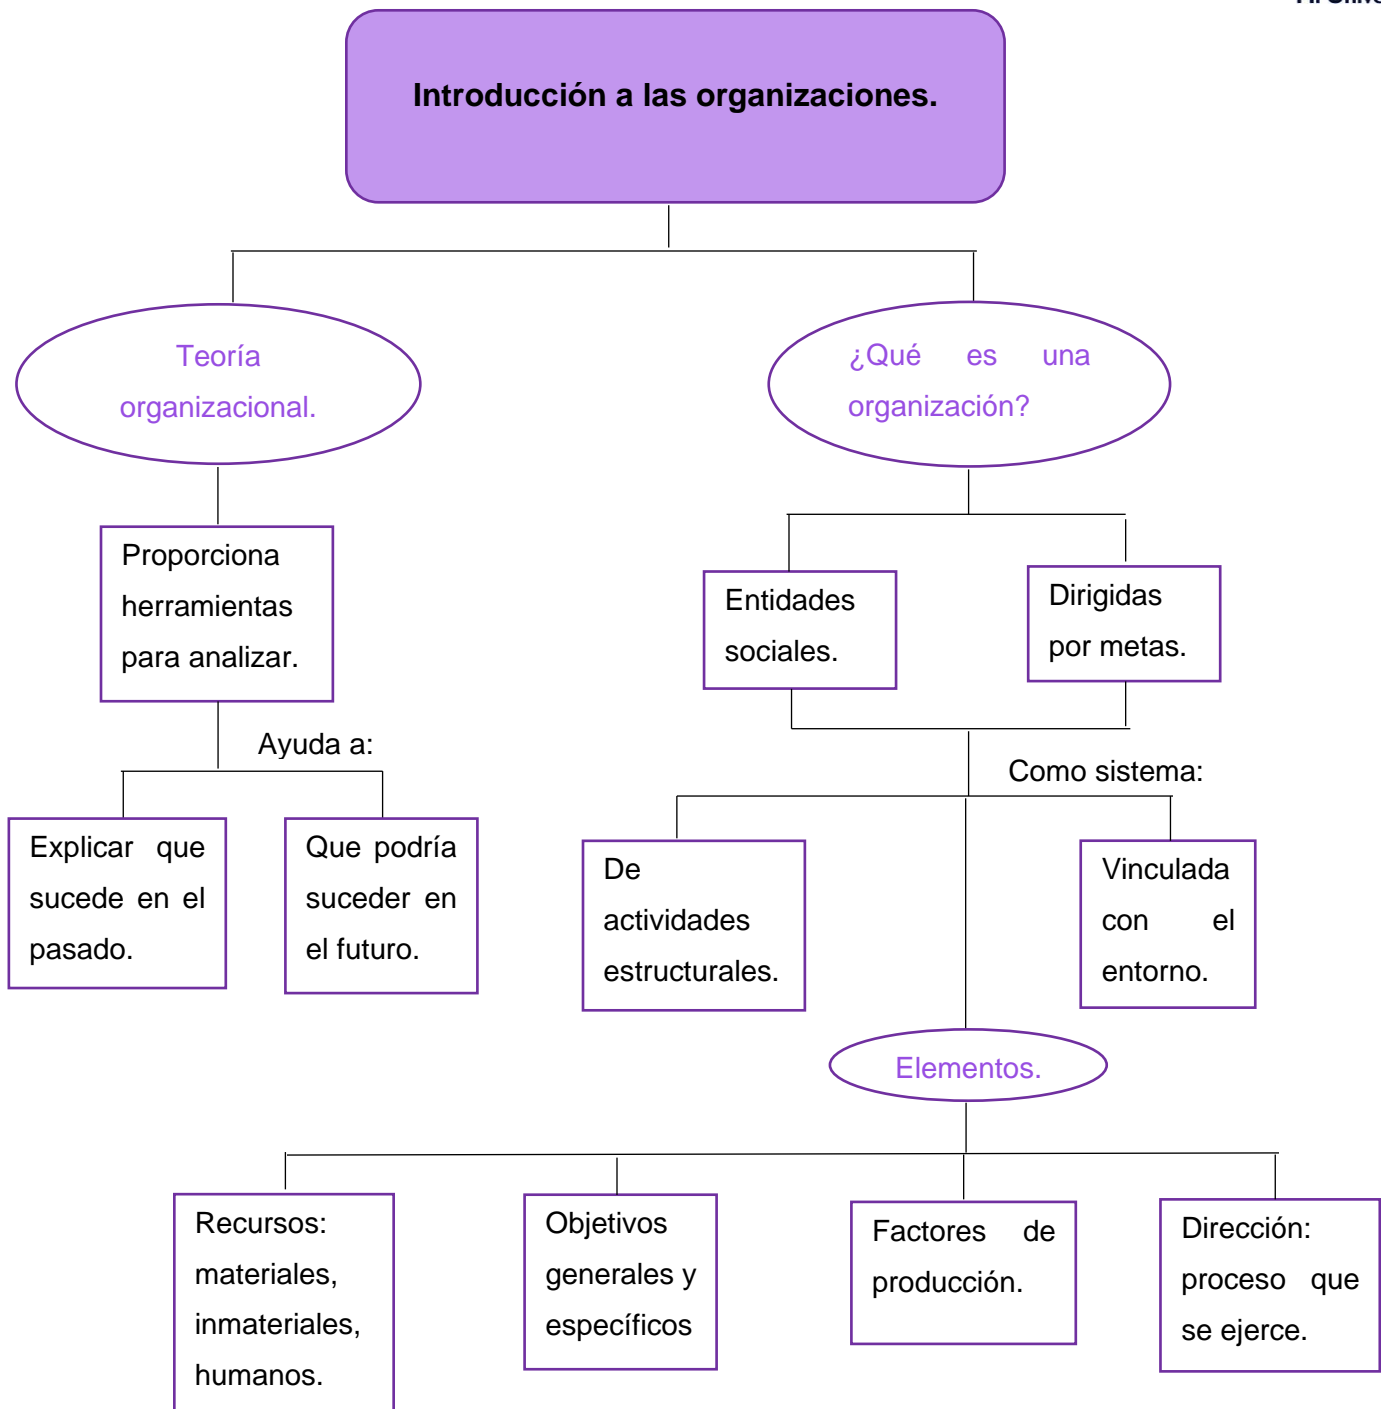 Introducción a las organizaciones.
Teoría
organizacional.
¿Qué es una
organización?
Proporciona
herramientas
para analizar.
Entidades
sociales.
Dirigidas
por metas.
Ayuda a:
Como sistema:
Explicar que
sucede en el
pasado.
Que podría
suceder en
el futuro.
De
actividades
estructurales.
Vinculada
con el
entorno.
Elementos.
Recursos:
materiales,
inmateriales,
humanos.
Objetivos
generales y
específicos
Factores de
producción.
Dirección:
proceso que
se ejerce.